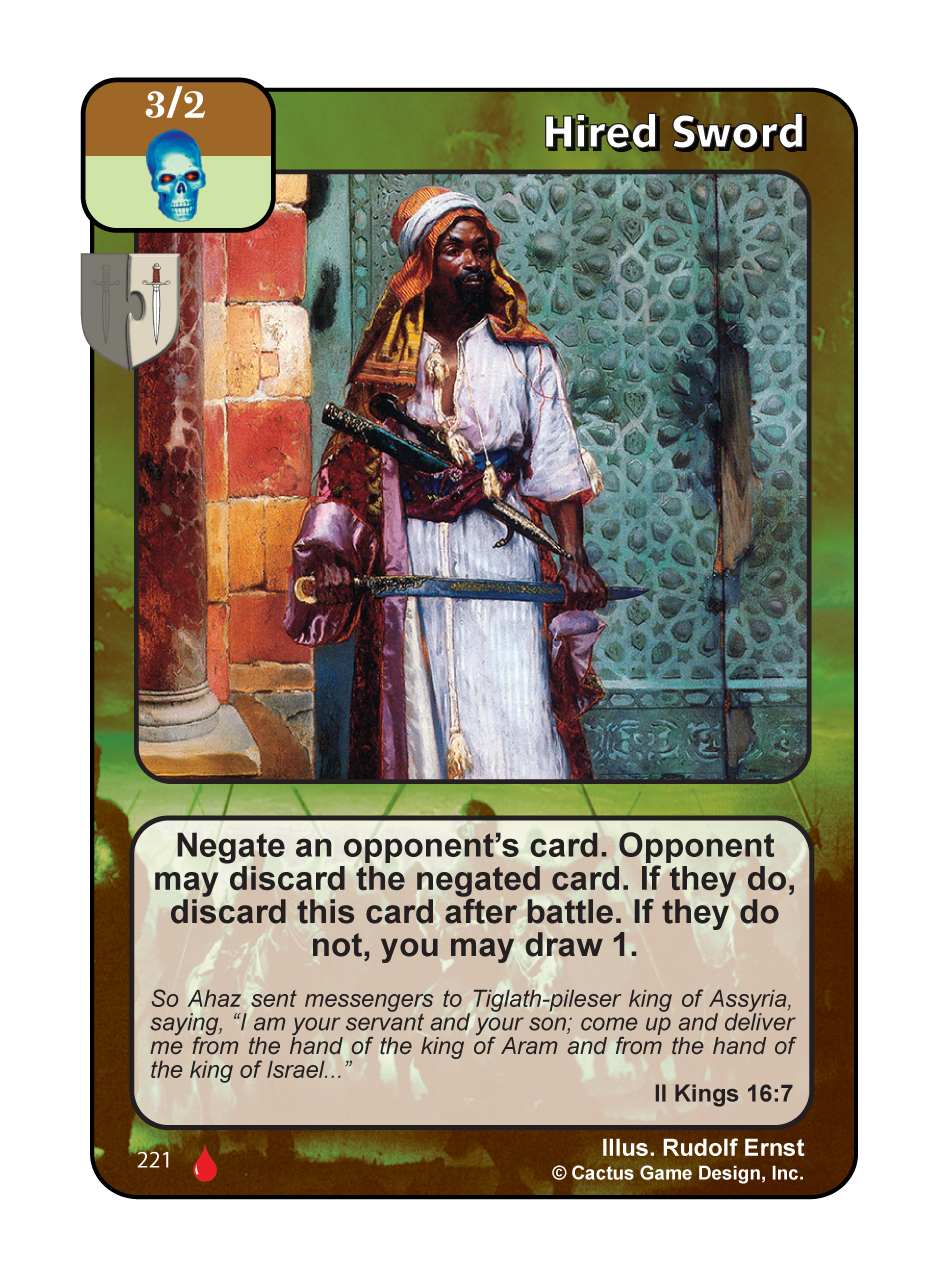 3/2
Hired Sword
Negate an opponent's card. Opponent
may discard the negated card. If they do,
discard this card after battle. If they do
not, you may draw 1.
So Ahaz sent messengers to Tiglath-pileser king of Assyria,
saying, “I am your servant and your son; come up and deliver
me from the hand of the king of Aram and from the hand of
the king of Israel...”
II Kings 16:7
221
Illus. Rudolf Ernst
© Cactus Game Design, Inc.